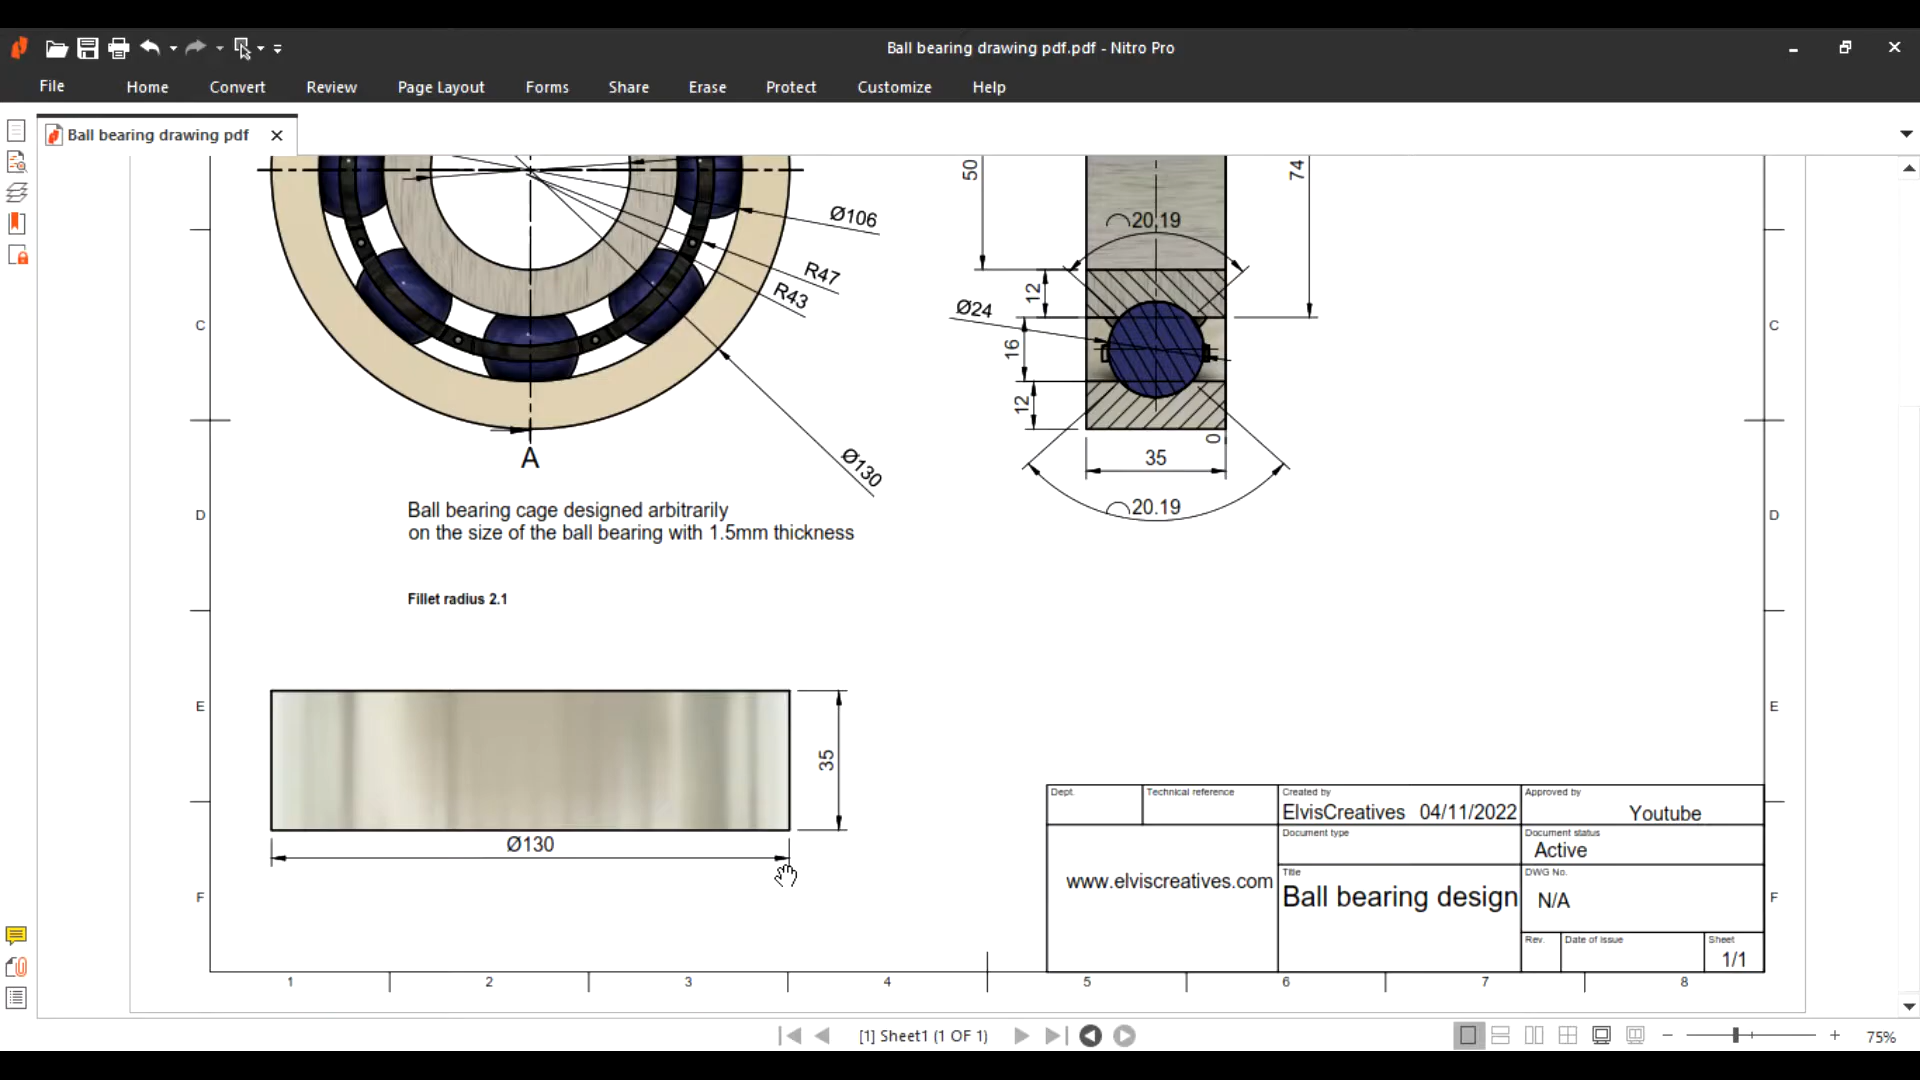 Ball bearing drawing pdf.pdf - Nitro Pro
File Home Convert Review Page Layout Forms Share Erase Protect Customize Help
Ball bearing drawing pdf
50
74
Ø106
20.19
R47
R43
12
Ø24
C
C
16
12
0
A
Ø130
35
20.19
Ball bearing cage designed arbitrarily
on the size of the ball bearing with 1.5mm thickness
D
D
Fillet radius 2.1
E
E
35
Ø130
Dept.
Technical reference
Created by
ElvisCreatives 04/11/2022
Approved by
Youtube
Document type
Document status
Active
www.elviscreatives.com
Title
Ball bearing design
DWG No.
N/A
F
F
Rev.
Date of issue
Sheet
1/1
1 2 3 4 5 6 7 8
[1] Sheet1 (1 OF 1)
75%